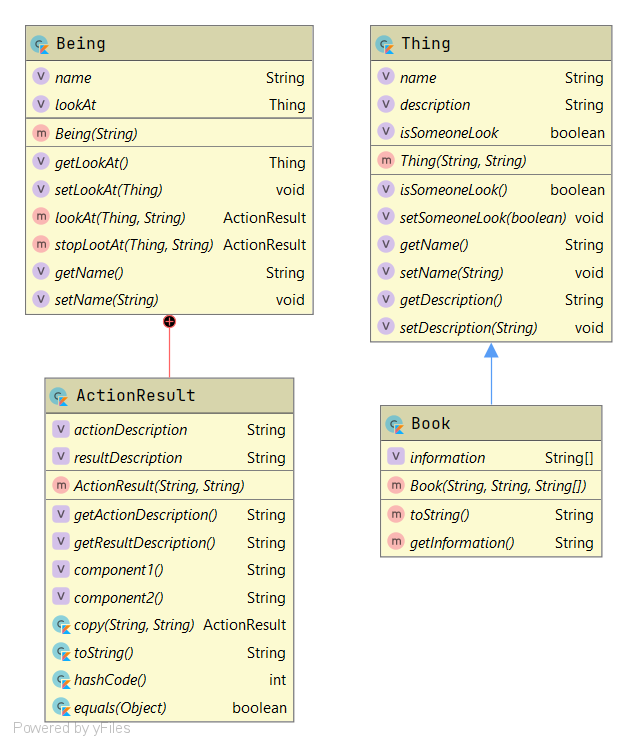 Being
name String
lookAt Thing
Being(String)
getLookAt() Thing
setLookAt(Thing) void
lookAt(Thing, String) ActionResult
stopLootAt(Thing, String) ActionResult
getName() String
setName(String) void
Thing
name String
description String
isSomeoneLook boolean
Thing(String, String)
isSomeoneLook() boolean
setSomeoneLook(boolean) void
getName() String
setName(String) void
getDescription() String
setDescription(String) void
ActionResult
actionDescription String
resultDescription String
ActionResult(String, String)
getActionDescription() String
getResultDescription() String
component1() String
component2() String
copy(String, String) ActionResult
toString() String
hashCode() int
equals(Object) boolean
Book
information String[]
Book(String, String, String[])
toString() String
getInformation() String
Powered by yFiles